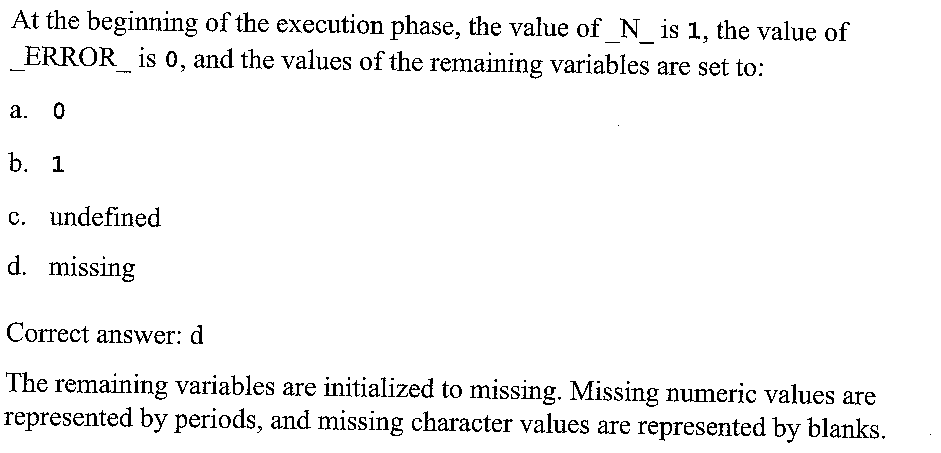 At the beginning of the execution phase, the value of _N_ is 1, the value of
_ERROR_ is 0, and the values of the remaining variables are set to:
a. 0
b. 1
c. undefined
d. missing
Correct answer: d
The remaining variables are initialized to missing. Missing numeric values are
represented by periods, and missing character values are represented by blanks.